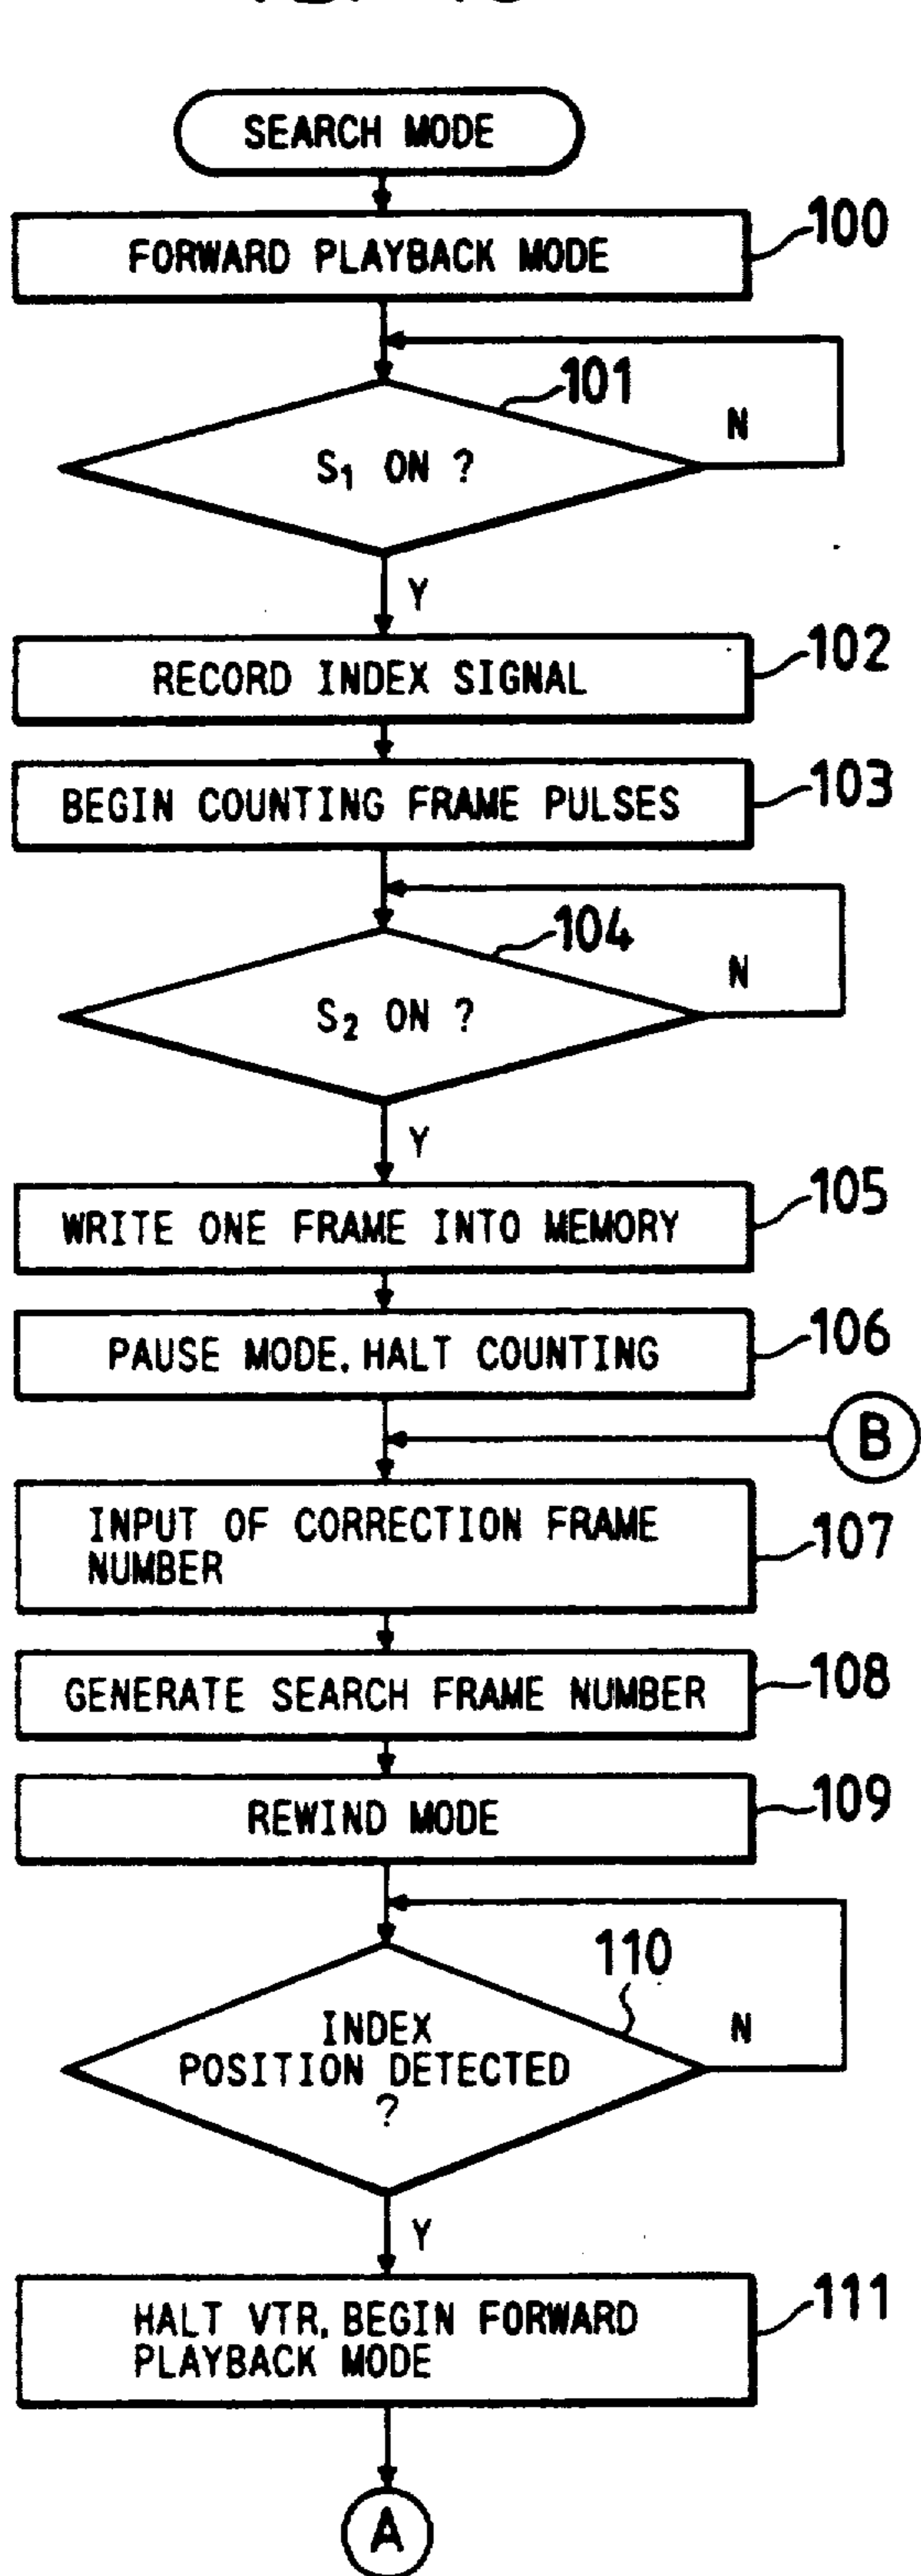 SEARCH MODE
FORWARD PLAYBACK MODE
100
101
S₁ ON ?
N
Y
RECORD INDEX SIGNAL
102
BEGIN COUNTING FRAME PULSES
103
104
S₂ ON ?
N
Y
WRITE ONE FRAME INTO MEMORY
105
PAUSE MODE. HALT COUNTING
106
B
INPUT OF CORRECTION FRAME
NUMBER
107
GENERATE SEARCH FRAME NUMBER
108
REWIND MODE
109
110
INDEX
POSITION DETECTED
?
N
Y
HALT VTR. BEGIN FORWARD
PLAYBACK MODE
111
A